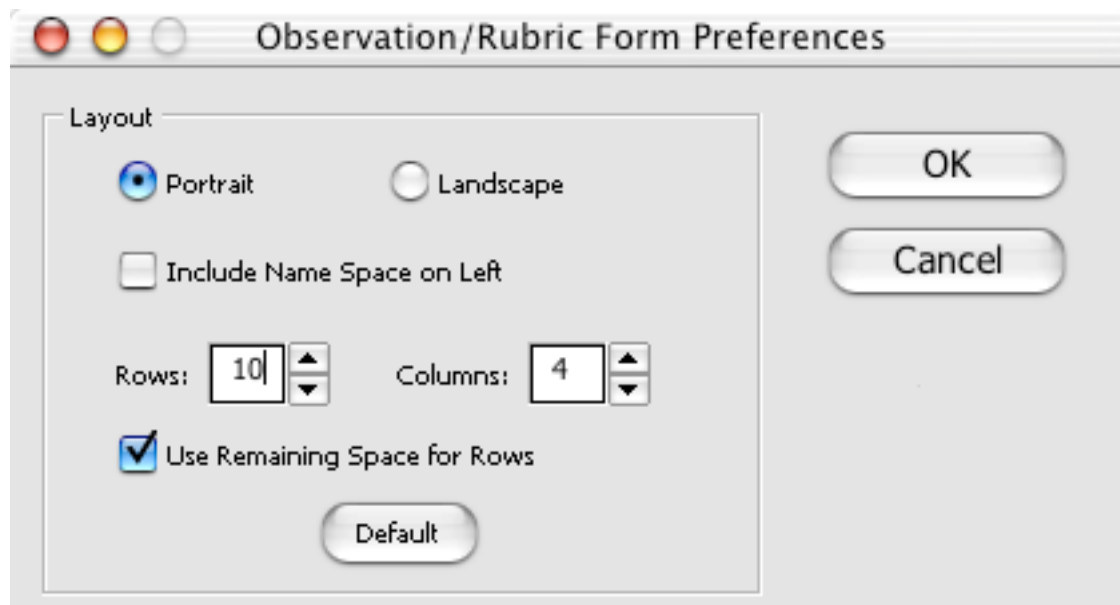 Observation/Rubric Form Preferences
Layout
Portrait Landscape OK
Include Name Space on Left Cancel
Rows: 10 Columns: 4
Use Remaining Space for Rows
Default